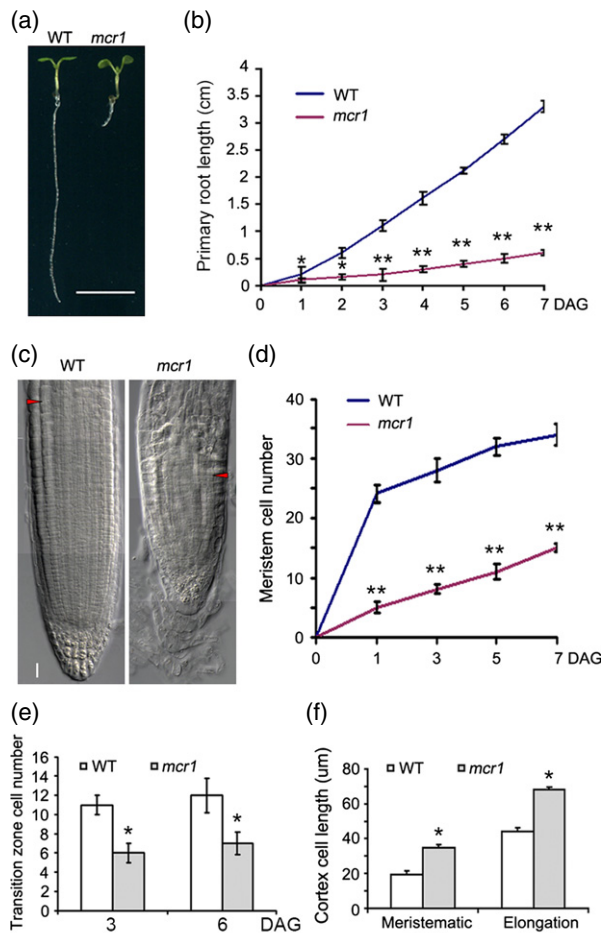 (a)
WT mcr1
(b)
Primary root length (cm)
4
3.5
3
2.5
2
1.5
1
0.5
0
WT
mcr1
* * ** ** ** ** **
0 1 2 3 4 5 6 7 DAG
(c)
WT mcr1
(d)
Meristem cell number
40
30
20
10
0
WT
mcr1
** ** ** **
0 1 3 5 7 DAG
(e)
Transition zone cell number
16
14
12
10
8
6
4
2
0
WT mcr1
* *
3 6 DAG
(f)
Cortex cell length (um)
80
60
40
20
0
WT mcr1
* *
Meristematic Elongation